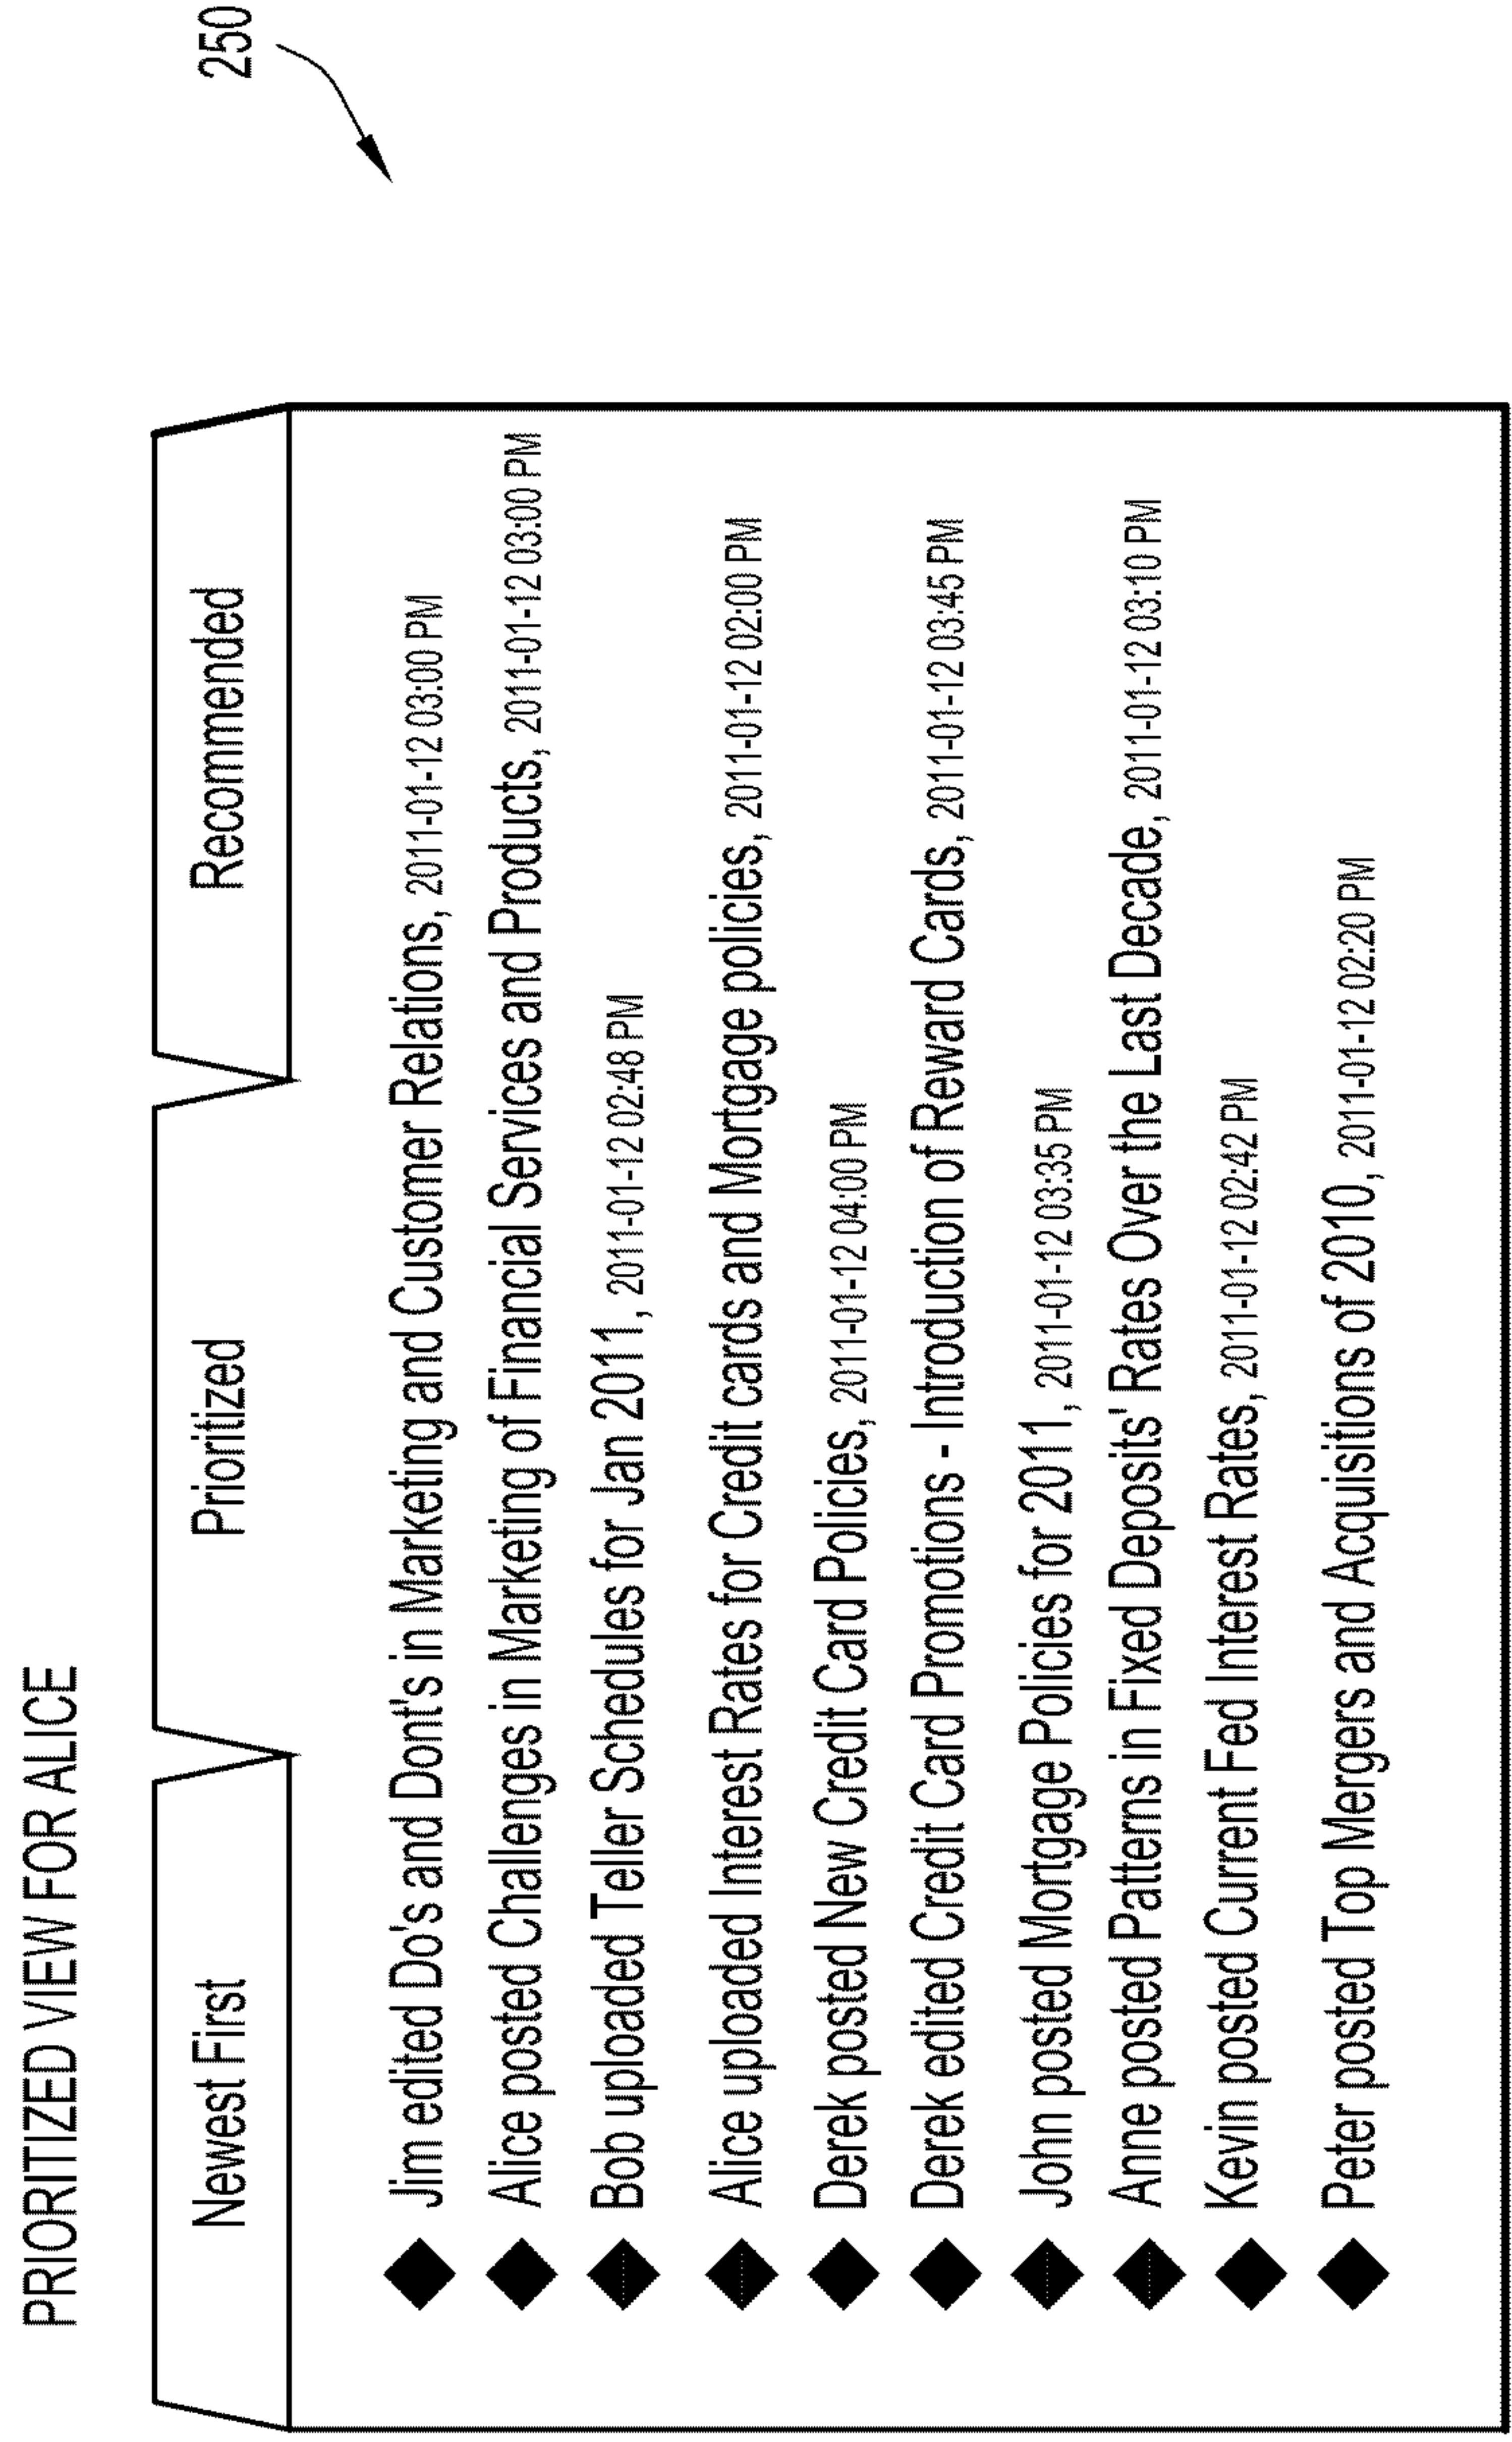 PRIORITIZED VIEW FOR ALICE
250
Newest First
Prioritized
Recommended
Jim edited Do's and Dont's in Marketing and Customer Relations, 2011-01-12 03:00 PM
Alice posted Challenges in Marketing of Financial Services and Products, 2011-01-12 03:00 PM
Bob uploaded Teller Schedules for Jan 2011, 2011-01-12 02:48 PM
Alice uploaded Interest Rates for Credit cards and Mortgage policies, 2011-01-12 02:00 PM
Derek posted New Credit Card Policies, 2011-01-12 04:00 PM
Derek edited Credit Card Promotions - Introduction of Reward Cards, 2011-01-12 03:45 PM
John posted Mortgage Policies for 2011, 2011-01-12 03:35 PM
Anne posted Patterns in Fixed Deposits' Rates Over the Last Decade, 2011-01-12 03:10 PM
Kevin posted Current Fed Interest Rates, 2011-01-12 02:42 PM
Peter posted Top Mergers and Acquisitions of 2010, 2011-01-12 02:20 PM